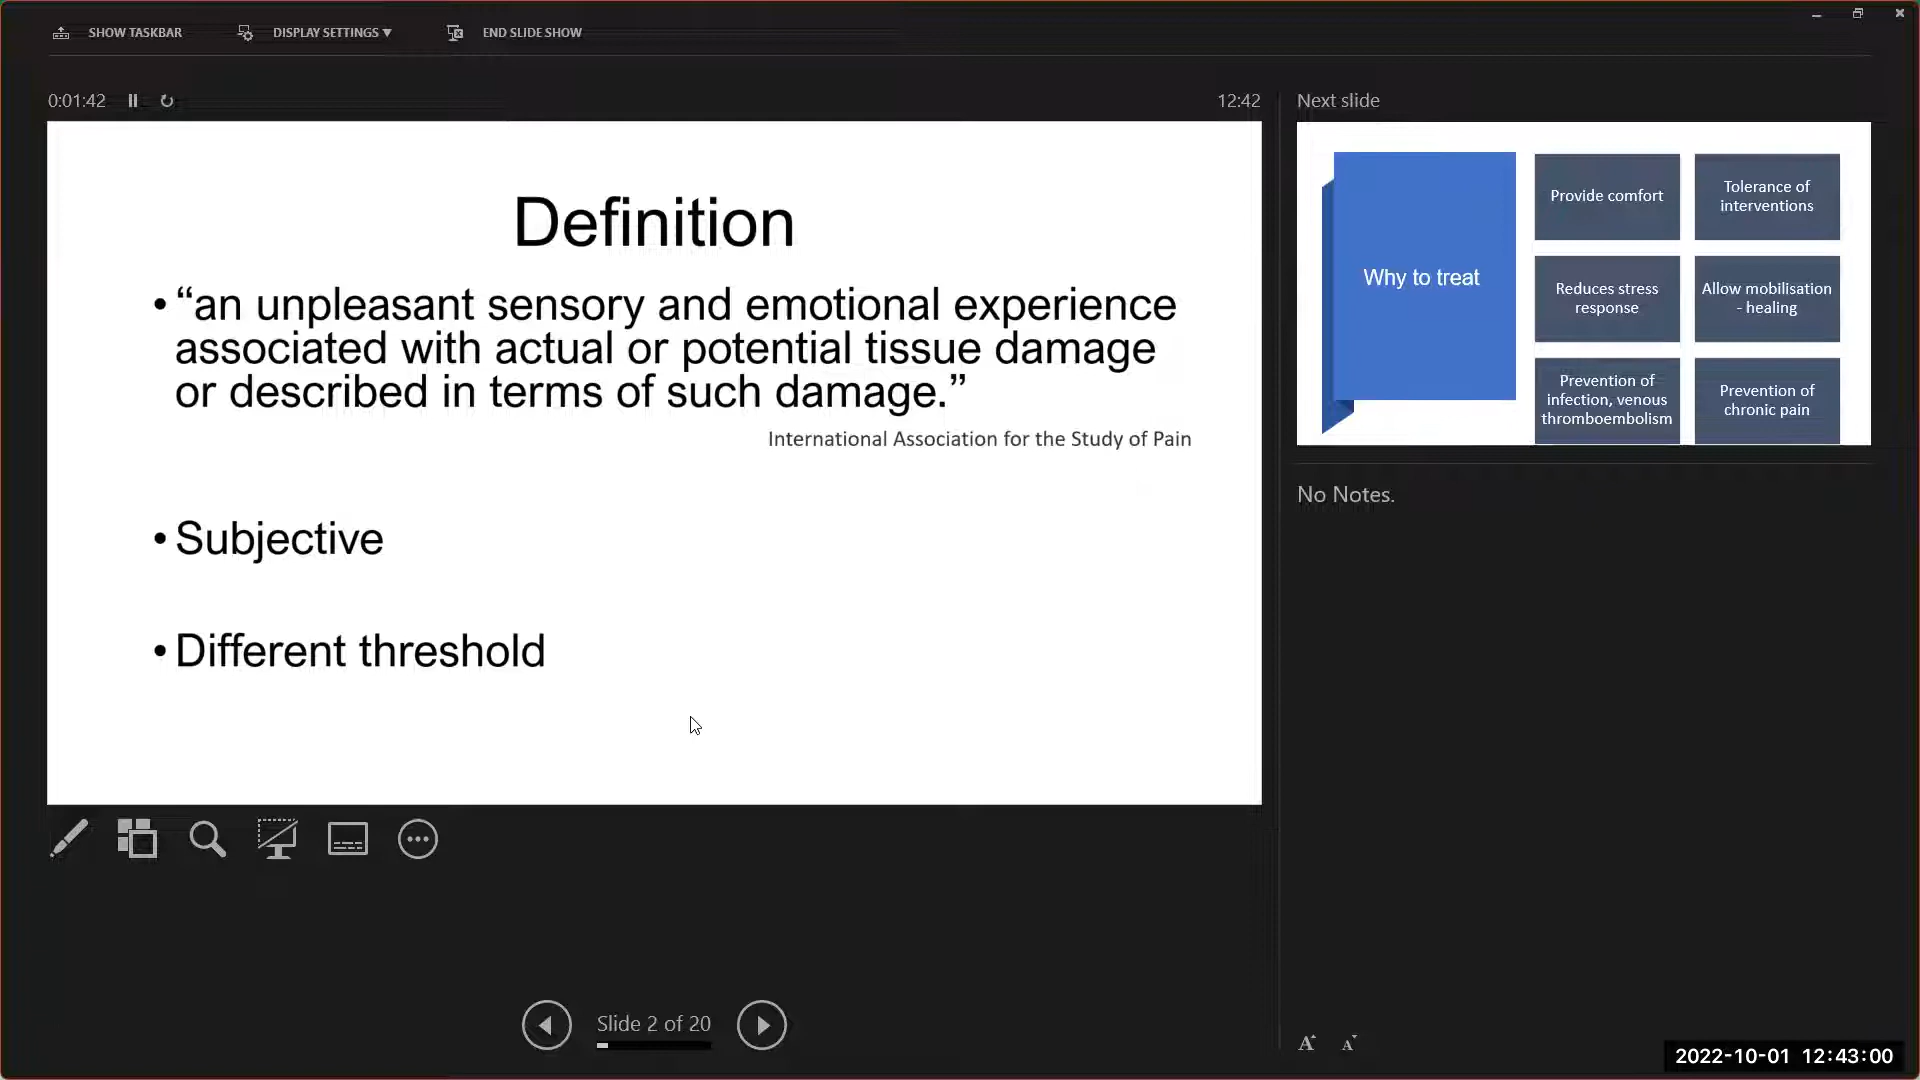 SHOW TASKBAR
DISPLAY SETTINGS ▼
END SLIDE SHOW
0:01:42
12:42
Definition
• “an unpleasant sensory and emotional experience
associated with actual or potential tissue damage
or described in terms of such damage.”
International Association for the Study of Pain
• Subjective
• Different threshold
Slide 2 of 20
Next slide
Why to treat
Provide comfort
Tolerance of
interventions
Reduces stress
response
Allow mobilisation
- healing
Prevention of
infection, venous
thromboembolism
Prevention of
chronic pain
No Notes.
A A
2022-10-01 12:43:00